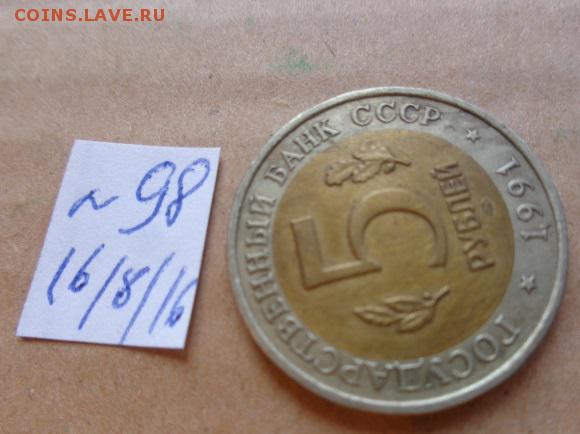 COINS.LAVE.RU
~ 98
16/8/16
ГОСУДАРСТВЕННЫЙ БАНК СССР * 1991 *
5
РУБЛЕЙ